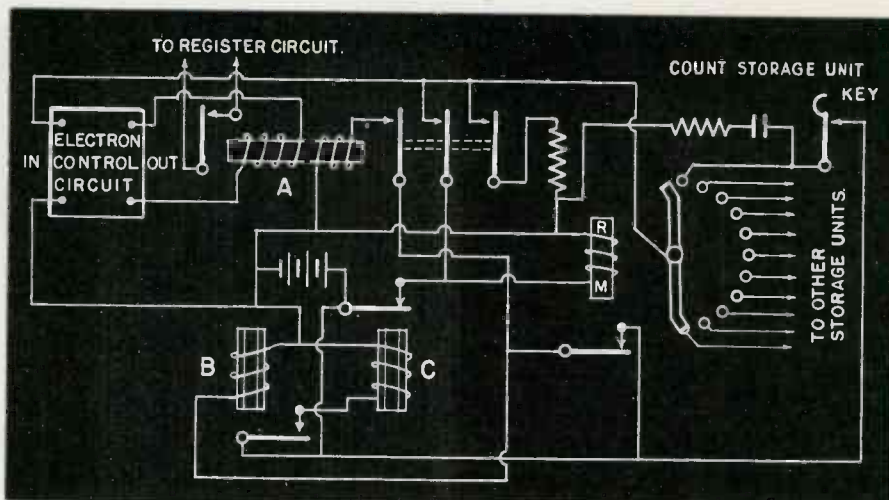 TO REGISTER CIRCUIT.
COUNT STORAGE UNIT
KEY
ELECTRON
IN CONTROL OUT
CIRCUIT
A
R
M
B
C
TO OTHER
STORAGE UNITS.